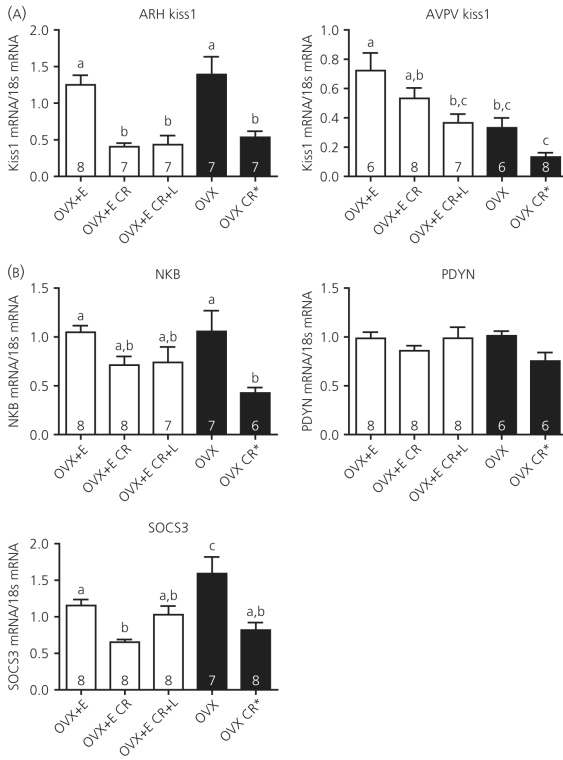 (A)
ARH kiss1
Kiss1 mRNA/18s mRNA
2.0
1.5
1.0
0.5
0.0
a
b
b
a
b
8
7
7
7
7
OVX+E
OVX+E CR
OVX+E CR+L
OVX
OVX CR*
AVPV kiss1
Kiss1 mRNA/18s mRNA
1.0
0.8
0.6
0.4
0.2
0.0
a
a,b
b,c
b,c
c
6
8
7
6
8
OVX+E
OVX+E CR
OVX+E CR+L
OVX
OVX CR*
(B)
NKB
NKB mRNA/18s mRNA
1.5
1.0
0.5
0.0
a
a,b
a,b
a
b
8
8
7
7
6
OVX+E
OVX+E CR
OVX+E CR+L
OVX
OVX CR*
PDYN
PDYN mRNA/18s mRNA
1.5
1.0
0.5
0.0
8
8
8
6
6
OVX+E
OVX+E CR
OVX+E CR+L
OVX
OVX CR*
SOCS3
SOCS3 mRNA/18s mRNA
2.0
1.5
1.0
0.5
0.0
a
b
a,b
c
a,b
8
8
8
7
8
OVX+E
OVX+E CR
OVX+E CR+L
OVX
OVX CR*